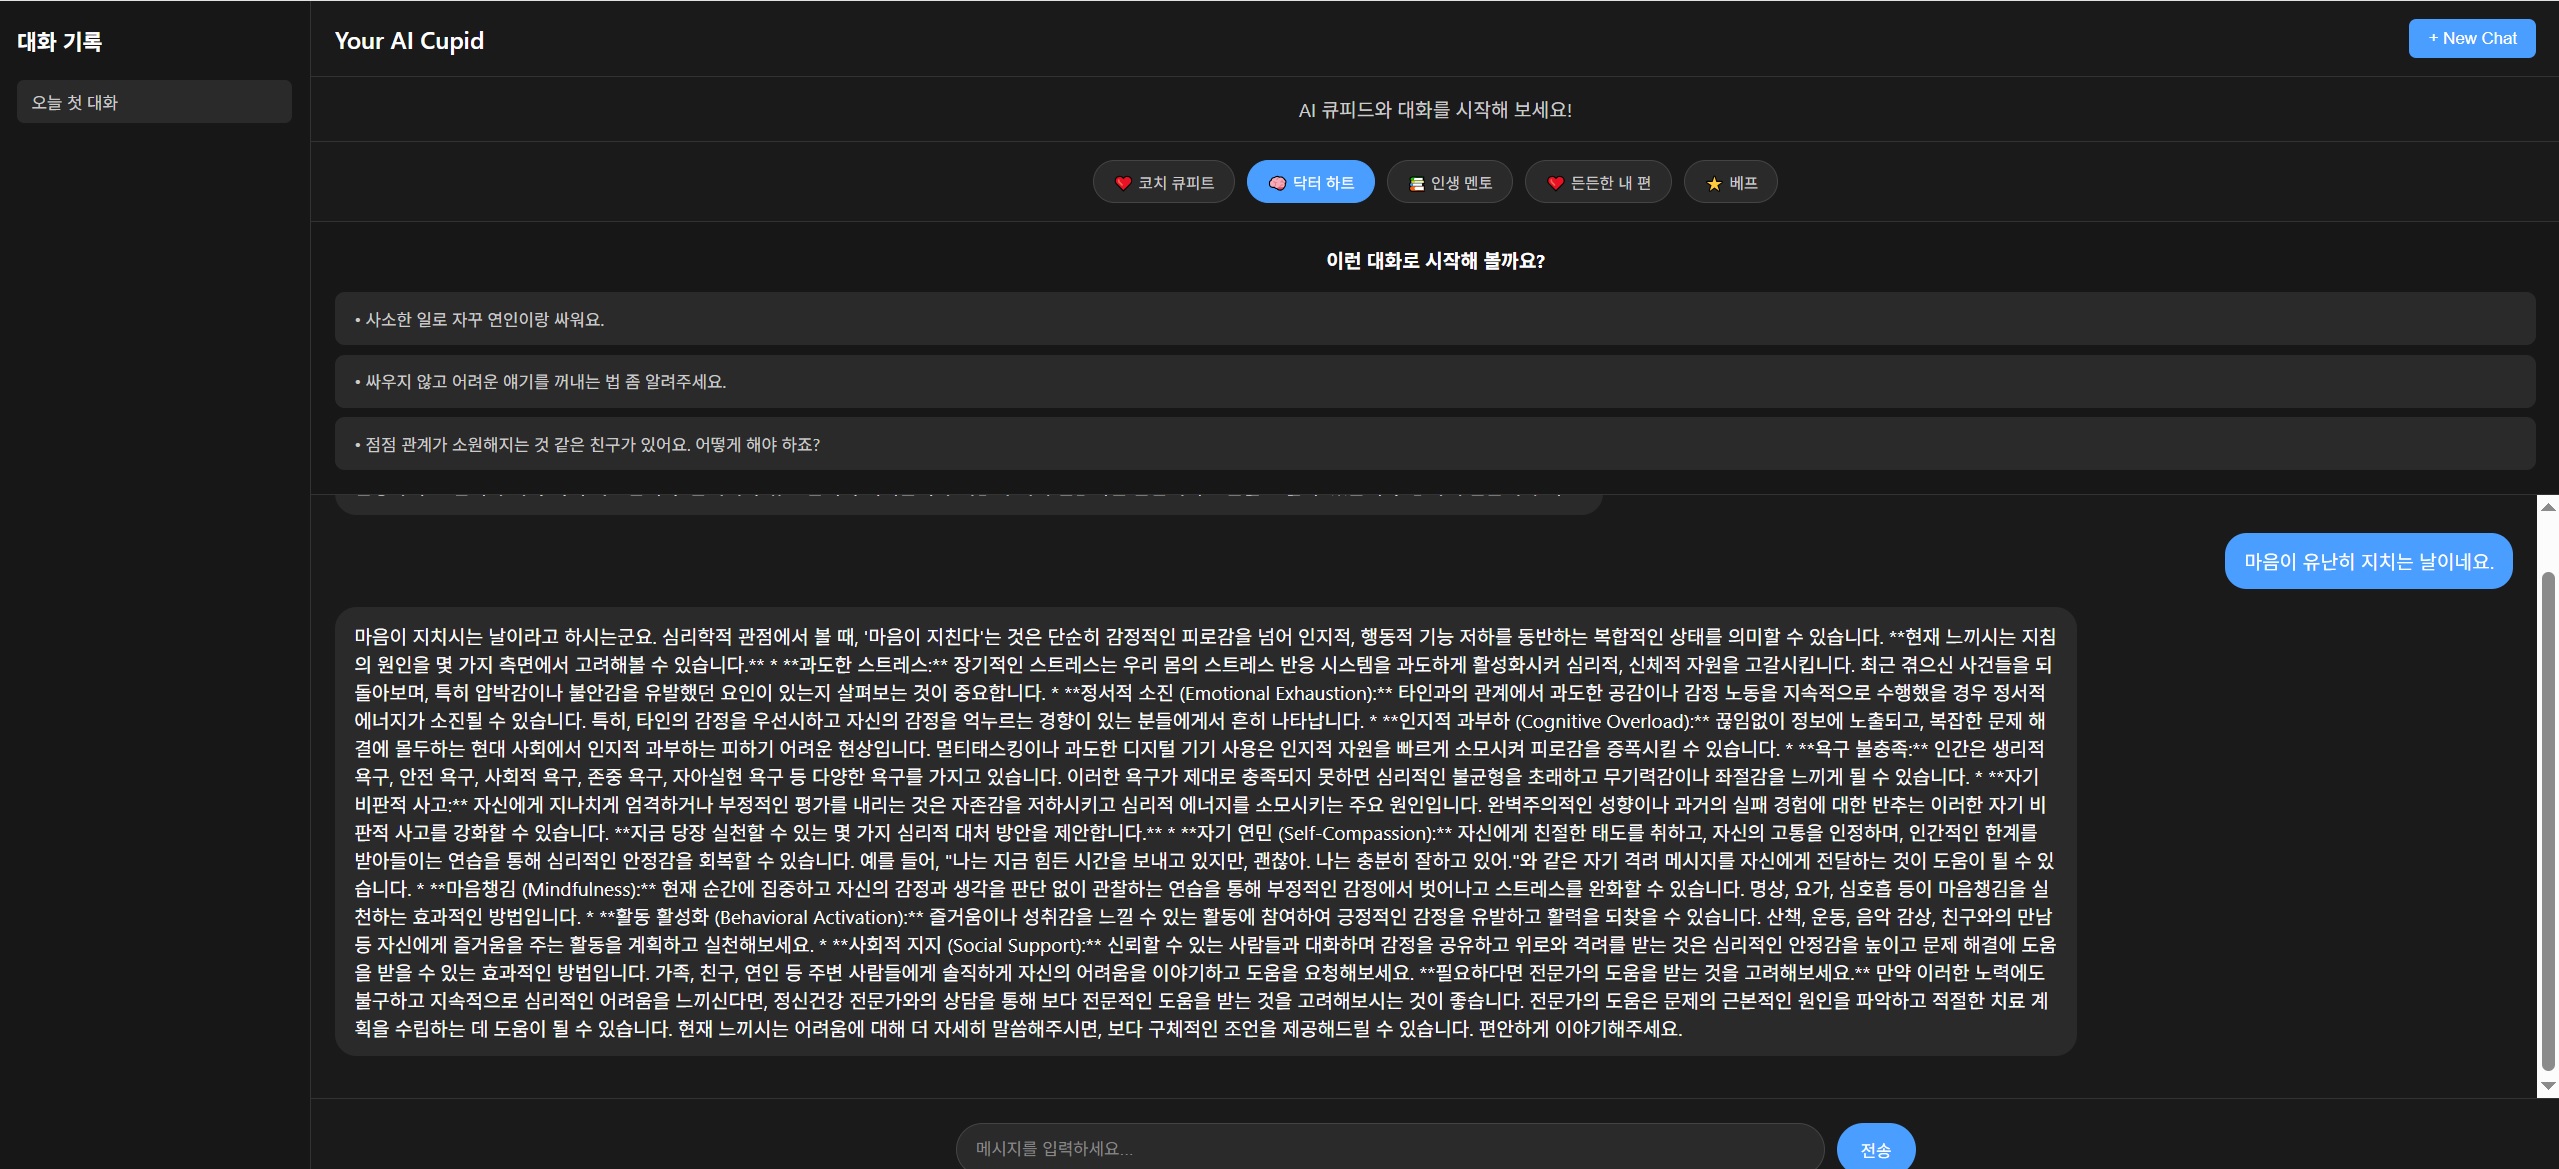 대화 기록
오늘 첫 대화
Your AI Cupid
+ New Chat
AI 큐피드와 대화를 시작해 보세요!
❤️ 코치 큐피트
🧠 닥터 하트
📚 인생 멘토
❤️ 든든한 내 편
⭐ 베프
이런 대화로 시작해 볼까요?
• 사소한 일로 자꾸 연인이랑 싸워요.
• 싸우지 않고 어려운 얘기를 꺼내는 법 좀 알려주세요.
• 점점 관계가 소원해지는 것 같은 친구가 있어요. 어떻게 해야 하죠?
마음이 유난히 지치는 날이네요.
마음이 지치시는 날이라고 하시는군요. 심리학적 관점에서 볼 때, '마음이 지친다'는 것은 단순히 감정적인 피로감을 넘어 인지적, 행동적 기능 저하를 동반하는 복합적인 상태를 의미할 수 있습니다. **현재 느끼시는 지침
의 원인을 몇 가지 측면에서 고려해볼 수 있습니다.** * **과도한 스트레스:** 장기적인 스트레스는 우리 몸의 스트레스 반응 시스템을 과도하게 활성화시켜 심리적, 신체적 자원을 고갈시킵니다. 최근 겪으신 사건들을 되
돌아보며, 특히 압박감이나 불안감을 유발했던 요인이 있는지 살펴보는 것이 중요합니다. * **정서적 소진 (Emotional Exhaustion):** 타인과의 관계에서 과도한 공감이나 감정 노동을 지속적으로 수행했을 경우 정서적
에너지가 소진될 수 있습니다. 특히, 타인의 감정을 우선시하고 자신의 감정을 억누르는 경향이 있는 분들에게서 흔히 나타납니다. * **인지적 과부하 (Cognitive Overload):** 끊임없이 정보에 노출되고, 복잡한 문제 해
결에 몰두하는 현대 사회에서 인지적 과부하는 피하기 어려운 현상입니다. 멀티태스킹이나 과도한 디지털 기기 사용은 인지적 자원을 빠르게 소모시켜 피로감을 증폭시킬 수 있습니다. * **욕구 불충족:** 인간은 생리적
욕구, 안전 욕구, 사회적 욕구, 존중 욕구, 자아실현 욕구 등 다양한 욕구를 가지고 있습니다. 이러한 욕구가 제대로 충족되지 못하면 심리적인 불균형을 초래하고 무기력감이나 좌절감을 느끼게 될 수 있습니다. * **자기
비판적 사고:** 자신에게 지나치게 엄격하거나 부정적인 평가를 내리는 것은 자존감을 저하시키고 심리적 에너지를 소모시키는 주요 원인입니다. 완벽주의적인 성향이나 과거의 실패 경험에 대한 반추는 이러한 자기 비
판적 사고를 강화할 수 있습니다. **지금 당장 실천할 수 있는 몇 가지 심리적 대처 방안을 제안합니다.** * **자기 연민 (Self-Compassion):** 자신에게 친절한 태도를 취하고, 자신의 고통을 인정하며, 인간적인 한계를
받아들이는 연습을 통해 심리적인 안정감을 회복할 수 있습니다. 예를 들어, "나는 지금 힘든 시간을 보내고 있지만, 괜찮아. 나는 충분히 잘하고 있어."와 같은 자기 격려 메시지를 자신에게 전달하는 것이 도움이 될 수 있
습니다. * **마음챙김 (Mindfulness):** 현재 순간에 집중하고 자신의 감정과 생각을 판단 없이 관찰하는 연습을 통해 부정적인 감정에서 벗어나고 스트레스를 완화할 수 있습니다. 명상, 요가, 심호흡 등이 마음챙김을 실
천하는 효과적인 방법입니다. * **활동 활성화 (Behavioral Activation):** 즐거움이나 성취감을 느낄 수 있는 활동에 참여하여 긍정적인 감정을 유발하고 활력을 되찾을 수 있습니다. 산책, 운동, 음악 감상, 친구와의 만남
등 자신에게 즐거움을 주는 활동을 계획하고 실천해보세요. * **사회적 지지 (Social Support):** 신뢰할 수 있는 사람들과 대화하며 감정을 공유하고 위로와 격려를 받는 것은 심리적인 안정감을 높이고 문제 해결에 도움
을 받을 수 있는 효과적인 방법입니다. 가족, 친구, 연인 등 주변 사람들에게 솔직하게 자신의 어려움을 이야기하고 도움을 요청해보세요. **필요하다면 전문가의 도움을 받는 것을 고려해보세요.** 만약 이러한 노력에도
불구하고 지속적으로 심리적인 어려움을 느끼신다면, 정신건강 전문가와의 상담을 통해 보다 전문적인 도움을 받는 것을 고려해보시는 것이 좋습니다. 전문가의 도움은 문제의 근본적인 원인을 파악하고 적절한 치료 계
획을 수립하는 데 도움이 될 수 있습니다. 현재 느끼시는 어려움에 대해 더 자세히 말씀해주시면, 보다 구체적인 조언을 제공해드릴 수 있습니다. 편안하게 이야기해주세요.
메시지를 입력하세요...
전송